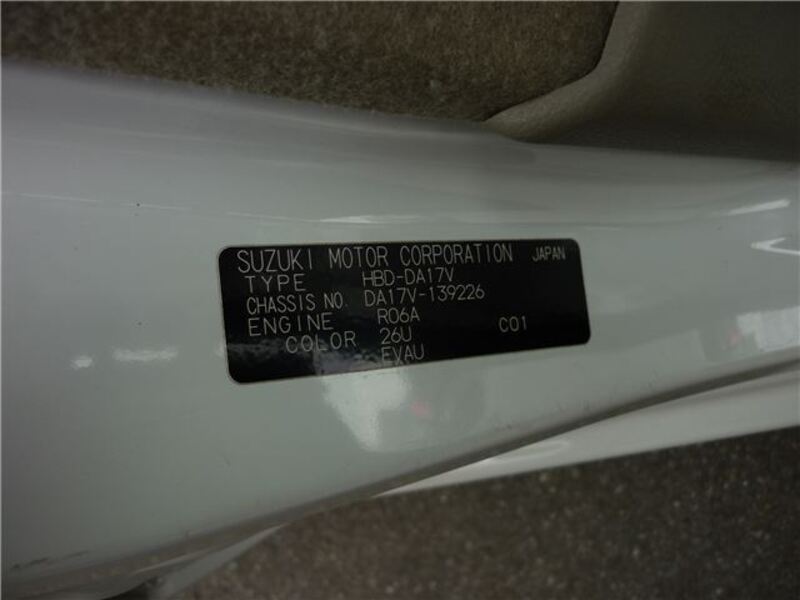 SUZUKI MOTOR CORPORATION JAPAN
TYPE HBD-DA17V
CHASSIS NO. DA17V-139226
ENGINE R06A
COLOR 26U C01
EVAU